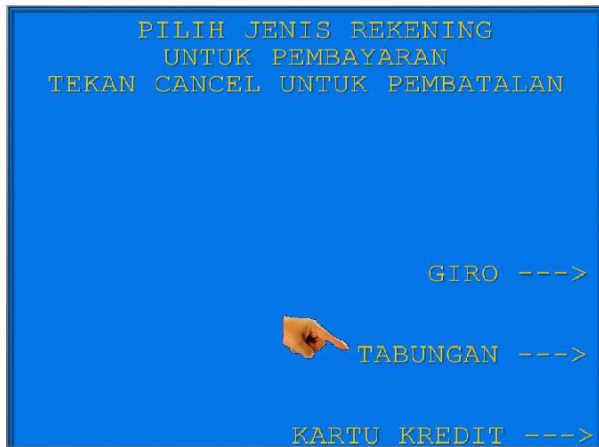 PILIH JENIS REKENING
UNTUK PEMBAYARAN
TEKAN CANCEL UNTUK PEMBATALAN
GIRO --->
TABUNGAN --->
KARTU KREDIT --->